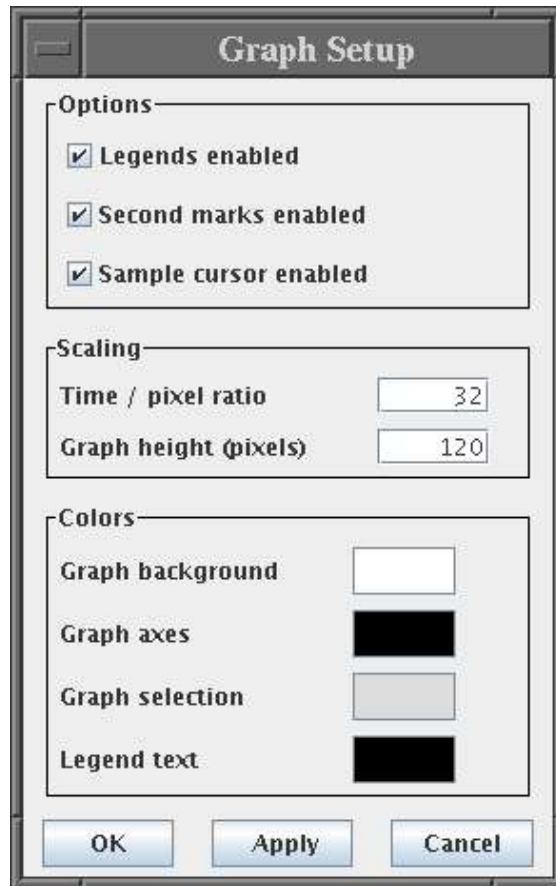 Graph Setup
Options
Legends enabled
Second marks enabled
Sample cursor enabled
Scaling
Time / pixel ratio 32
Graph height (pixels) 120
Colors
Graph background
Graph axes
Graph selection
Legend text
OK Apply Cancel